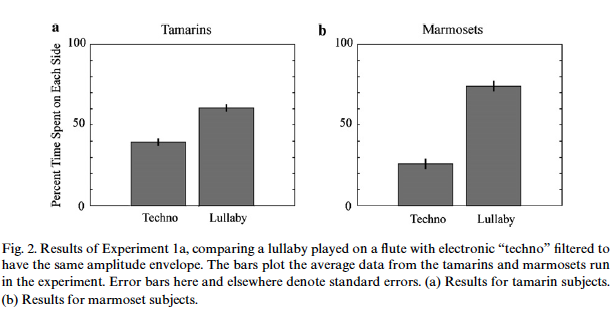 a Tamarins
b Marmosets
Percent Time Spent on Each Side
100
50
0
Techno Lullaby
100
50
0
Techno Lullaby
Fig. 2. Results of Experiment 1a, comparing a lullaby played on a flute with electronic “techno” filtered to
have the same amplitude envelope. The bars plot the average data from the tamarins and marmosets run
in the experiment. Error bars here and elsewhere denote standard errors. (a) Results for tamarin subjects.
(b) Results for marmoset subjects.